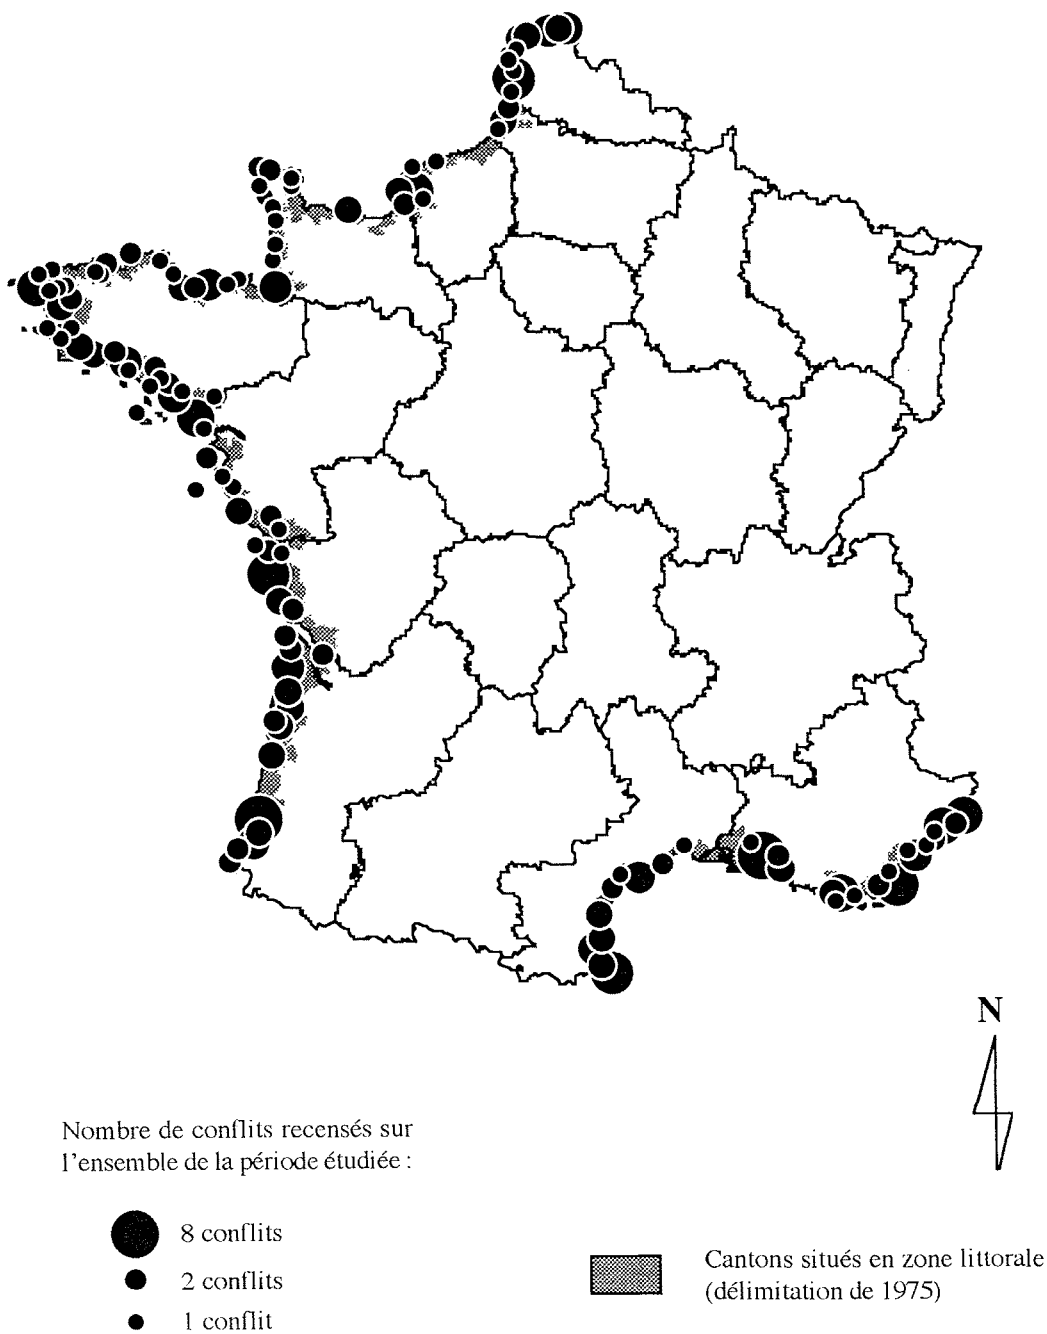 N
Nombre de conflits recensés sur
l'ensemble de la période étudiée :
8 conflits
2 conflits
1 conflit
Cantons situés en zone littorale
(délimitation de 1975)